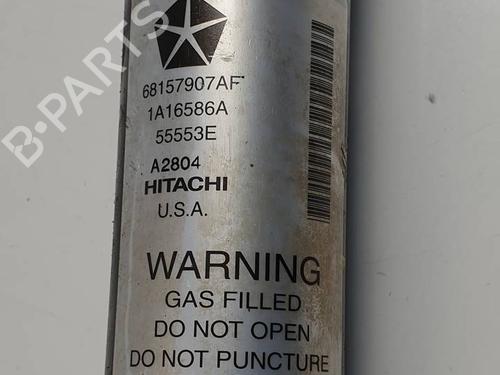 68157907AF
1A16586A
55553E
A2804
HITACHI
U.S.A.
WARNING
GAS FILLED
DO NOT OPEN
DO NOT PUNCTURE
B-PARTS